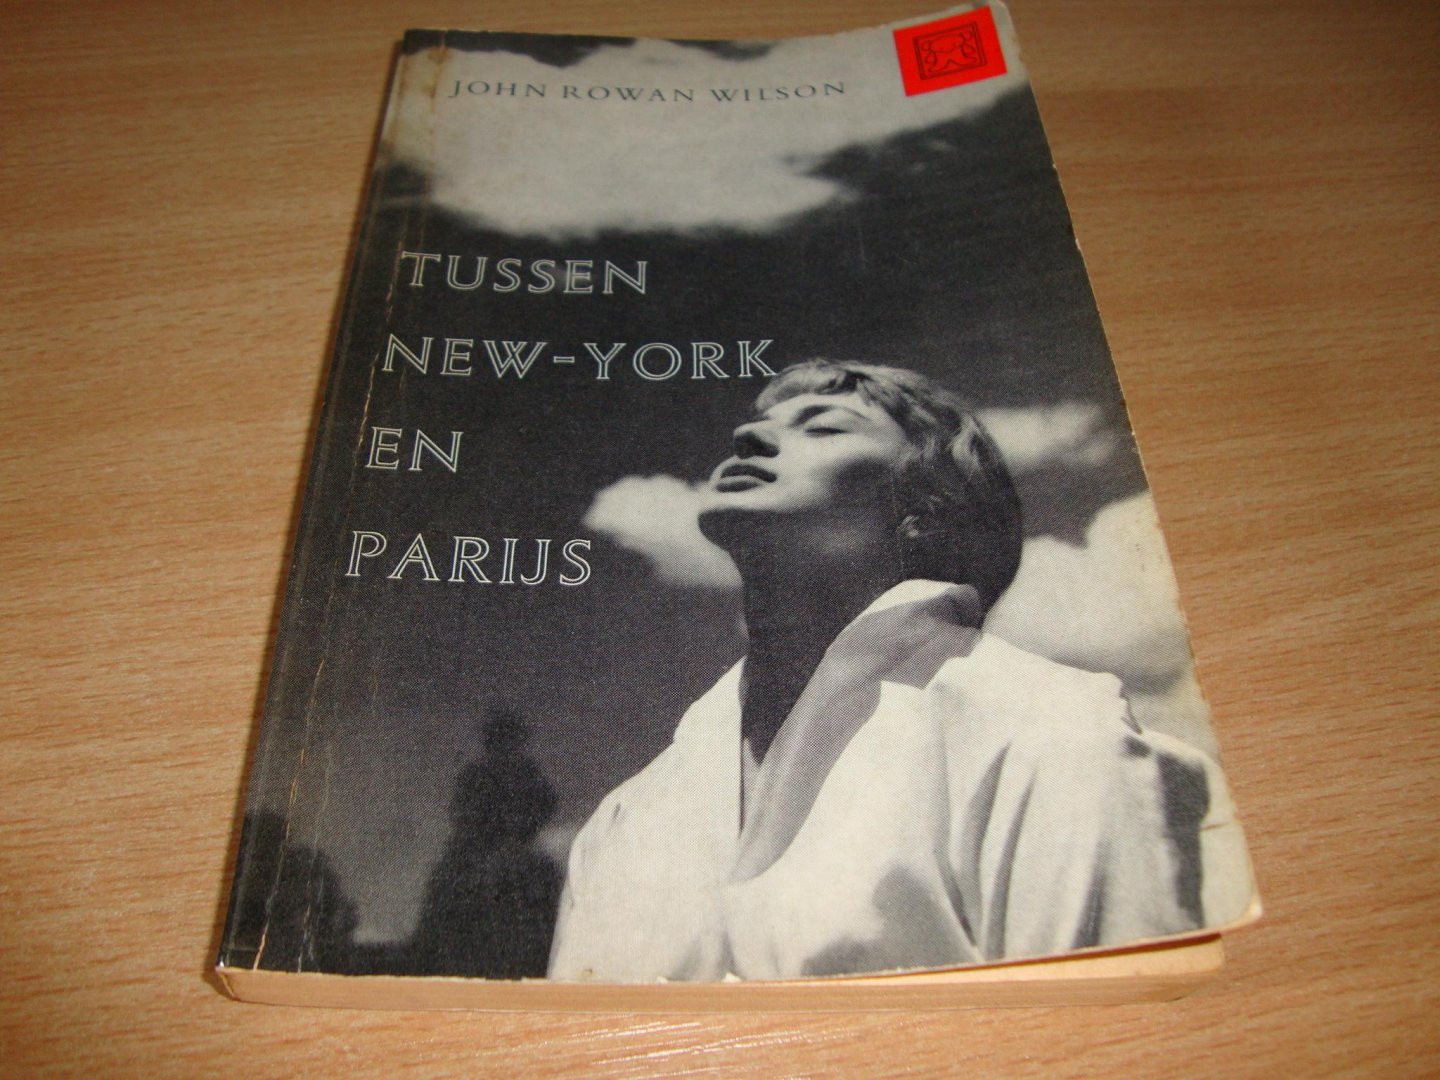 JOHN ROWAN WILSON
TUSSEN
NEW-YORK
EN
PARIJS